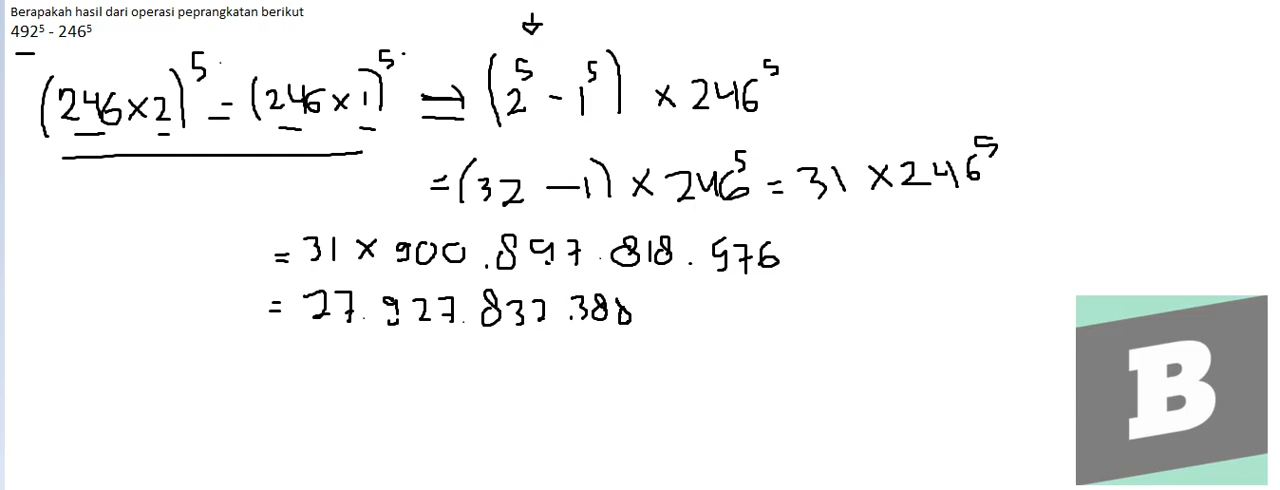 Berapakah hasil dari operasi peprangkatan berikut
492⁵ - 246⁵
(246 × 2)⁵ - (246 × 1)⁵ ⇒ (2⁵ - 1⁵) × 246⁵
= (32 - 1) × 246⁵ = 31 × 246⁵
= 31 × 900.897.818.576
= 27.927.832.388
B